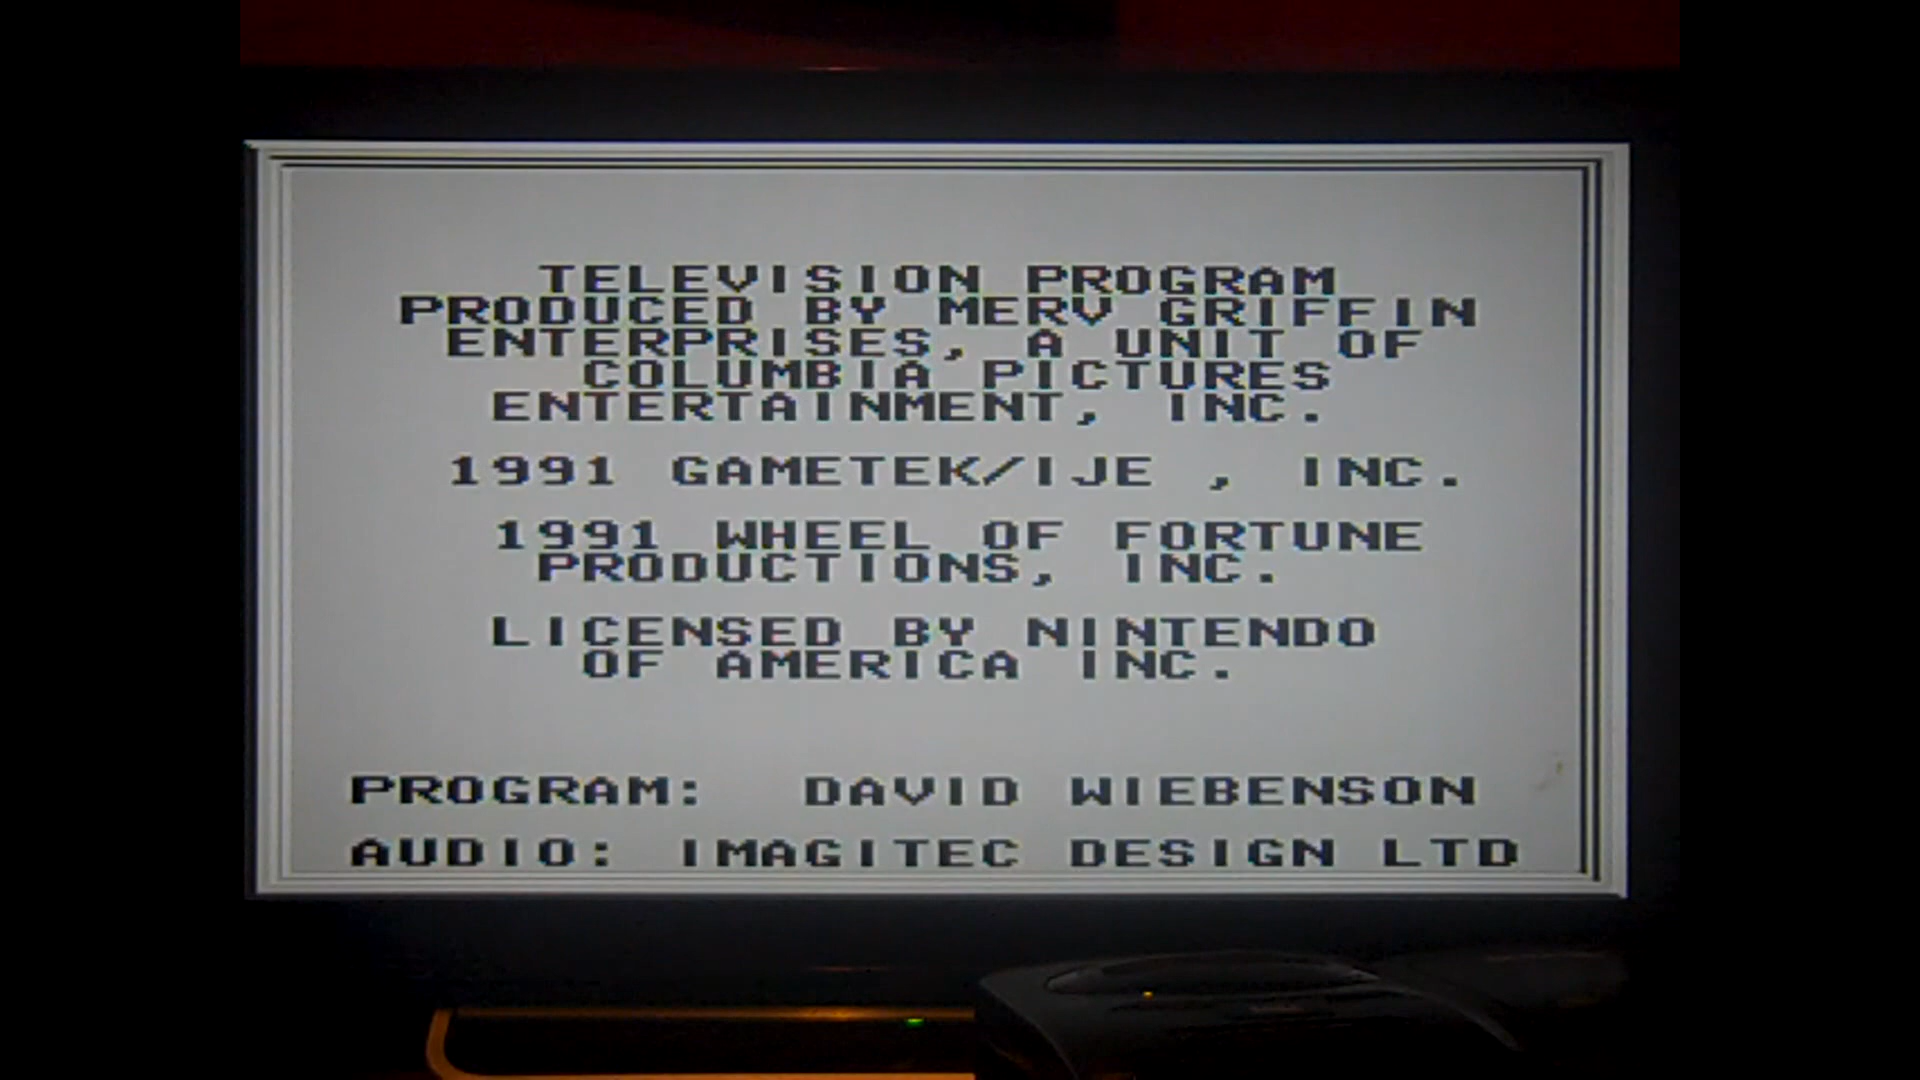 TELEVISION PROGRAM
PRODUCED BY MERV GRIFFIN
ENTERPRISES, A UNIT OF
COLUMBIA PICTURES
ENTERTAINMENT, INC.
1991 GAMETEK/IJE , INC.
1991 WHEEL OF FORTUNE
PRODUCTIONS, INC.
LICENSED BY NINTENDO
OF AMERICA INC.
PROGRAM: DAVID WIEBENSON
AUDIO: IMAGITEC DESIGN LTD